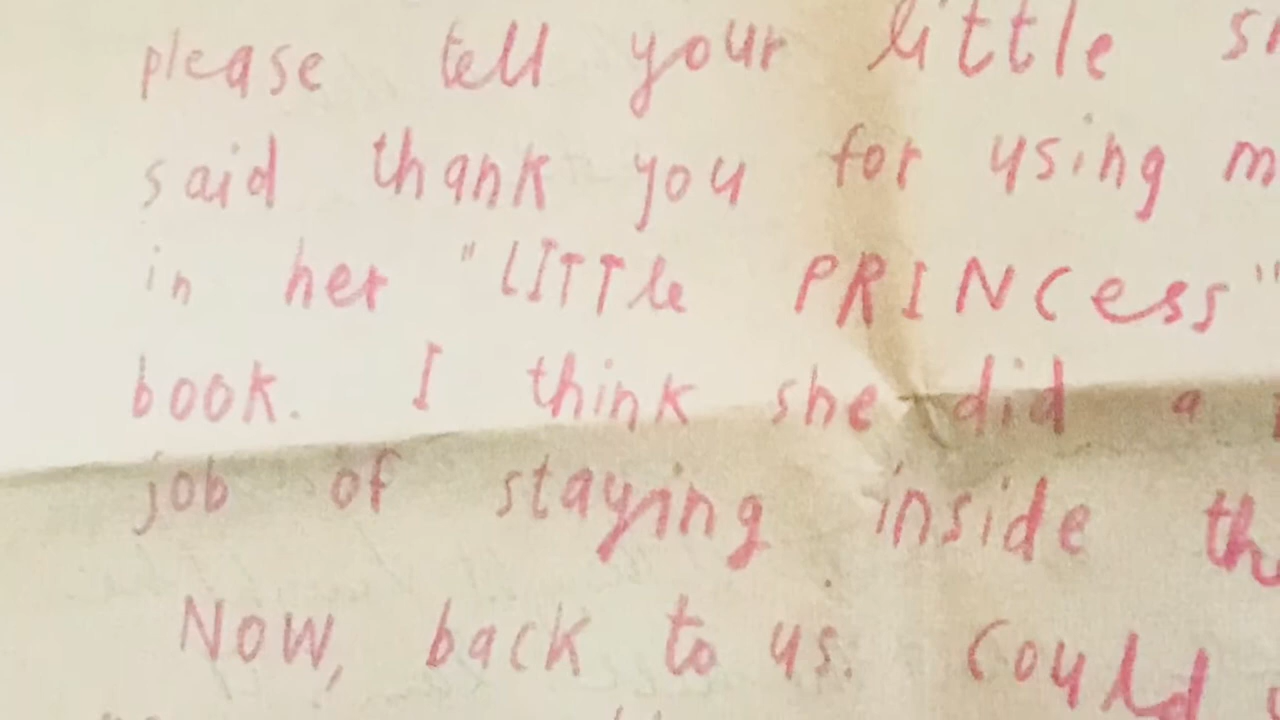 please tell your little
said thank you for using
in her "LITTle PRINCess"
book. I think she did a
job of staying inside
Now, back to us. Could